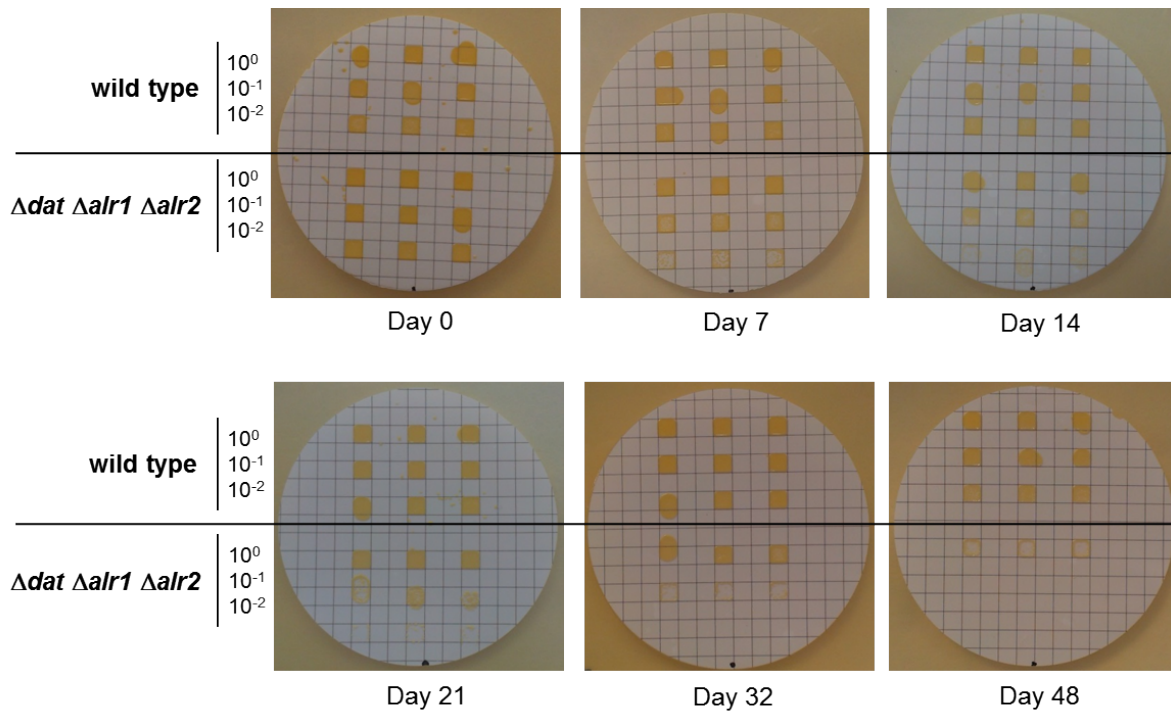 wild type
10⁰
10⁻¹
10⁻²
Δdat Δalr1 Δalr2
10⁰
10⁻¹
10⁻²
Day 0
Day 7
Day 14
wild type
10⁰
10⁻¹
10⁻²
Δdat Δalr1 Δalr2
10⁰
10⁻¹
10⁻²
Day 21
Day 32
Day 48